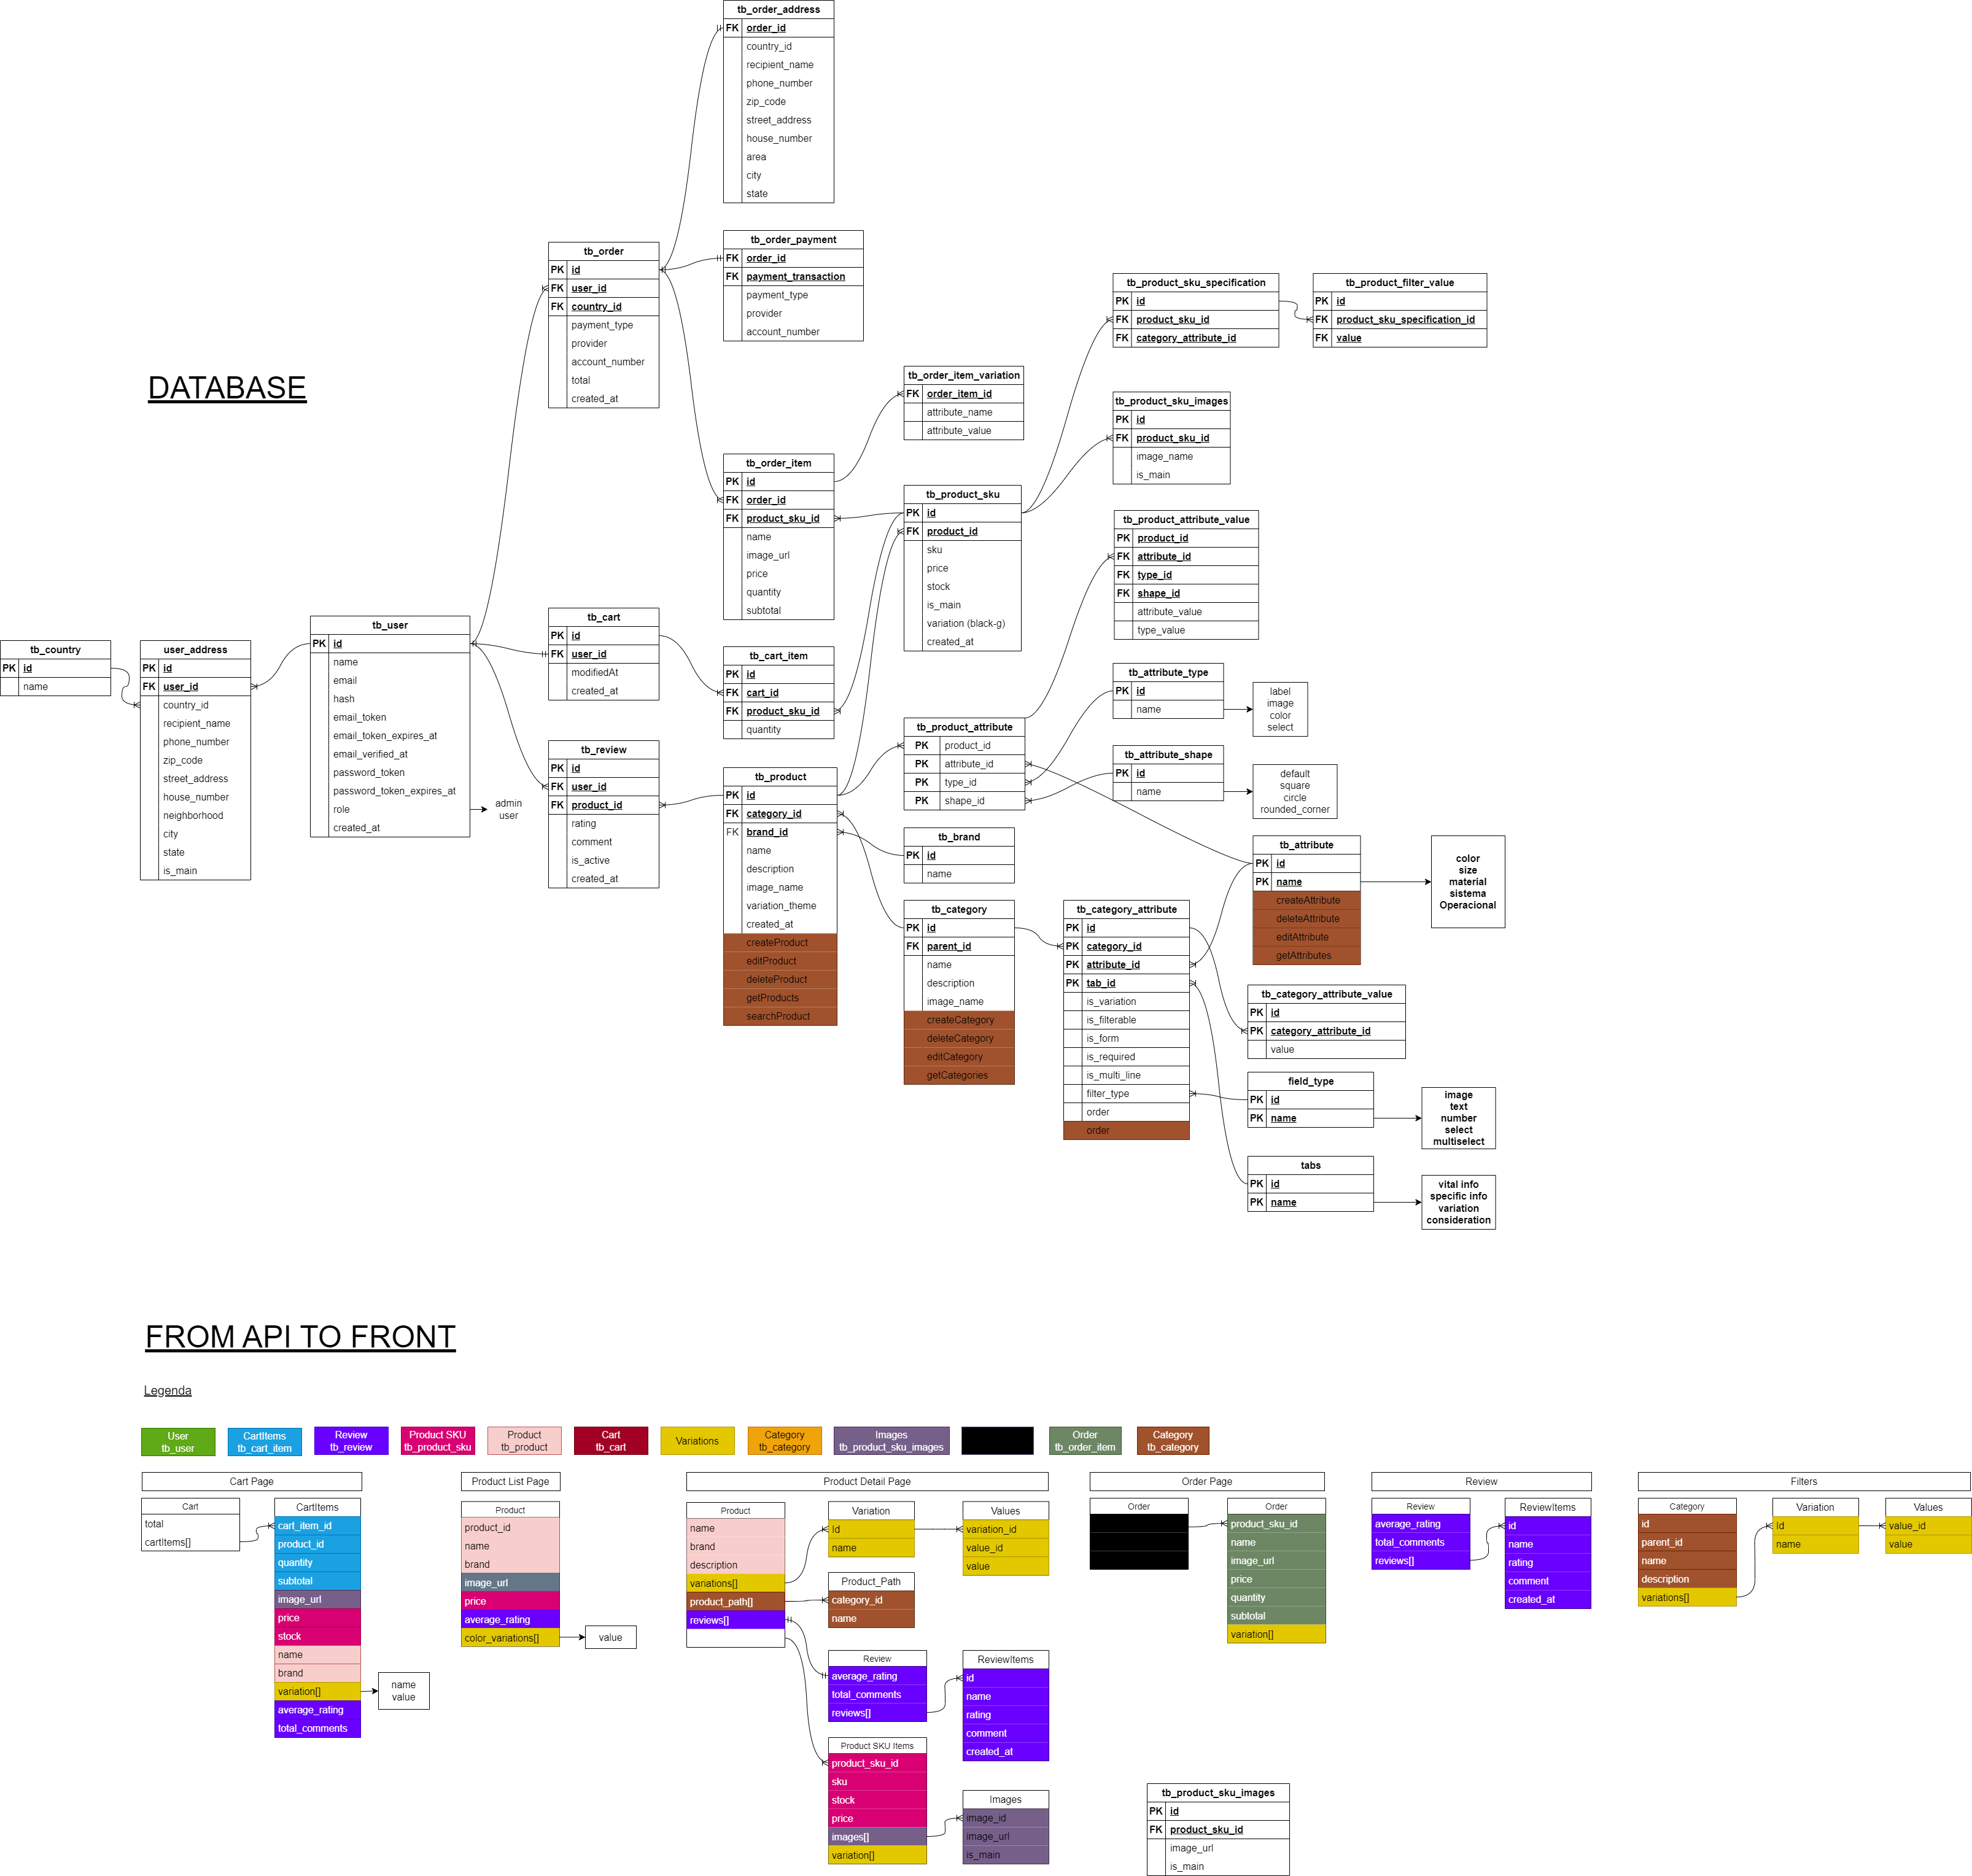 DATABASE
tb_order_address
FK order_id
country_id
recipient_name
phone_number
zip_code
street_address
house_number
area
city
state
tb_order
PK id
FK user_id
FK country_id
payment_type
provider
account_number
total
created_at
tb_order_payment
FK order_id
FK payment_transaction
payment_type
provider
account_number
tb_product_sku_specification
PK id
FK product_sku_id
FK category_attribute_id
tb_product_filter_value
PK id
FK product_sku_specification_id
FK value
tb_order_item_variation
FK order_item_id
attribute_name
attribute_value
tb_product_sku_images
PK id
FK product_sku_id
image_name
is_main
tb_order_item
PK id
FK order_id
FK product_sku_id
name
image_url
price
quantity
subtotal
tb_product_sku
PK id
FK product_id
sku
price
stock
is_main
variation (black-g)
created_at
tb_product_attribute_value
PK product_id
FK attribute_id
FK type_id
FK shape_id
attribute_value
type_value
tb_country
PK id
name
user_address
PK id
FK user_id
country_id
recipient_name
phone_number
zip_code
street_address
house_number
neighborhood
city
state
is_main
tb_user
PK id
name
email
hash
email_token
email_token_expires_at
email_verified_at
password_token
password_token_expires_at
role
created_at
admin
user
tb_cart
PK id
FK user_id
modifiedAt
created_at
tb_cart_item
PK id
FK cart_id
FK product_sku_id
quantity
tb_review
PK id
FK user_id
FK product_id
rating
comment
is_active
created_at
tb_product
PK id
FK category_id
FK brand_id
name
description
image_name
variation_theme
created_at
createProduct
editProduct
deleteProduct
getProducts
searchProduct
tb_product_attribute
PK product_id
PK attribute_id
PK type_id
PK shape_id
tb_attribute_type
PK id
name
label
image
color
select
tb_attribute_shape
PK id
name
default
square
circle
rounded_corner
tb_brand
PK id
name
tb_attribute
PK id
PK name
createAttribute
deleteAttribute
editAttribute
getAttributes
color
size
material
sistema
Operacional
tb_category
PK id
FK parent_id
name
description
image_name
createCategory
deleteCategory
editCategory
getCategories
tb_category_attribute
PK id
PK category_id
PK attribute_id
PK tab_id
is_variation
is_filterable
is_form
is_required
is_multi_line
filter_type
order
order
tb_category_attribute_value
PK id
PK category_attribute_id
value
field_type
PK id
PK name
image
text
number
select
multiselect
tabs
PK id
PK name
vital info
specific info
variation
consideration
FROM API TO FRONT
Legenda
User
tb_user
CartItems
tb_cart_item
Review
tb_review
Product SKU
tb_product_sku
Product
tb_product
Cart
tb_cart
Variations
Category
tb_category
Images
tb_product_sku_images
Order
tb_order_item
Category
tb_category
Cart Page
Cart
total
cartItems[]
CartItems
cart_item_id
product_id
quantity
subtotal
image_url
price
stock
name
brand
variation[]
average_rating
total_comments
name
value
Product List Page
Product
product_id
name
brand
image_url
price
average_rating
color_variations[]
value
Product Detail Page
Product
name
brand
description
variations[]
product_path[]
reviews[]
Variation
Id
name
Values
variation_id
value_id
value
Product_Path
category_id
name
Review
average_rating
total_comments
reviews[]
ReviewItems
id
name
rating
comment
created_at
Product SKU Items
product_sku_id
sku
stock
price
images[]
variation[]
Images
image_id
image_url
is_main
Order Page
Order
Order
product_sku_id
name
image_url
price
quantity
subtotal
variation[]
Review
Review
average_rating
total_comments
reviews[]
ReviewItems
id
name
rating
comment
created_at
Filters
Category
id
parent_id
name
description
variations[]
Variation
Id
name
Values
value_id
value
tb_product_sku_images
PK id
FK product_sku_id
image_url
is_main